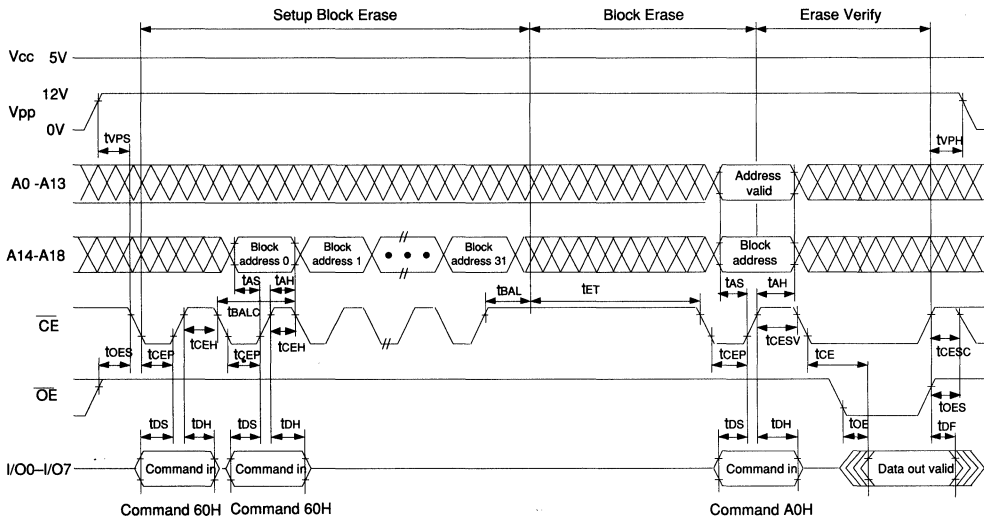 Setup Block Erase Block Erase Erase Verify
Vcc 5V
12V
Vpp
0V
tVPS tVPH
A0 -A13 Address valid
A14-A18 Block address 0 Block address 1 • • • Block address 31 Block address
tAS tAH tBAL tET tAS tAH
tBALC
CE
tCEH tCEH tCESV tCE tCESC
tOES tCEP tCEP tCEP
OE
tOES
tDS tDH tDS tDH tDS tDH tOE tDF
I/O0–I/O7 Command in Command in Command in Data out valid
Command 60H Command 60H Command A0H